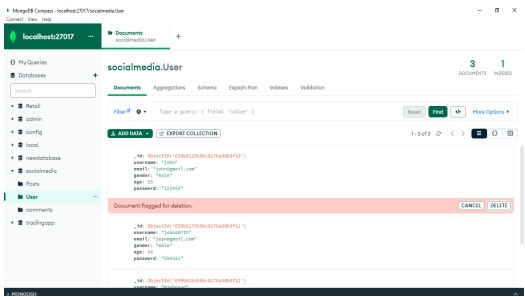 MongoDB Compass - localhost:27017/socialmedia.User
Connect View Help
localhost:27017
Documents
socialmedia.User
My Queries
Databases
Search
Retail
admin
config
local
newdatabase
socialmedia
Posts
User
comments
tradingapp
socialmedia.User
3
DOCUMENTS
1
INDEXES
Documents Aggregations Schema Explain Plan Indexes Validation
Filter Type a query: { field: 'value' } Reset Find More Options
ADD DATA EXPORT COLLECTION 1 - 3 of 3
username: "john"
email: "john@gmail.com"
gender: "male"
age: 55
password: "123456"
Document flagged for deletion. CANCEL DELETE
username: "jeansmith"
email: "jean@gmail.com"
gender: "male"
age: 54
password: "654321"
>_MONGOSH